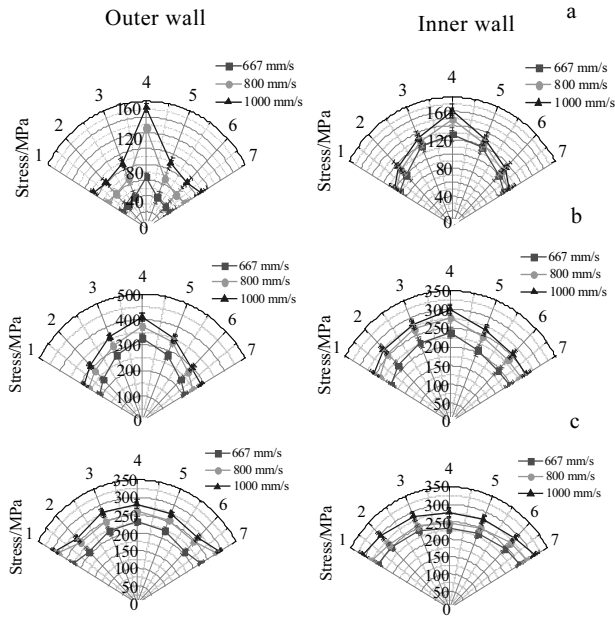 Outer wall
Inner wall
a
667 mm/s
800 mm/s
1000 mm/s
Stress/MPa
1
2
3
4
5
6
7
160
120
80
40
0
667 mm/s
800 mm/s
1000 mm/s
Stress/MPa
1
2
3
4
5
6
7
160
120
80
40
0
b
667 mm/s
800 mm/s
1000 mm/s
Stress/MPa
1
2
3
4
5
6
7
500
400
300
200
100
0
667 mm/s
800 mm/s
1000 mm/s
Stress/MPa
1
2
3
4
5
6
7
350
300
250
200
150
100
50
0
c
667 mm/s
800 mm/s
1000 mm/s
Stress/MPa
1
2
3
4
5
6
7
350
300
250
200
150
100
50
0
667 mm/s
800 mm/s
1000 mm/s
Stress/MPa
1
2
3
4
5
6
7
350
300
250
200
150
100
50
0